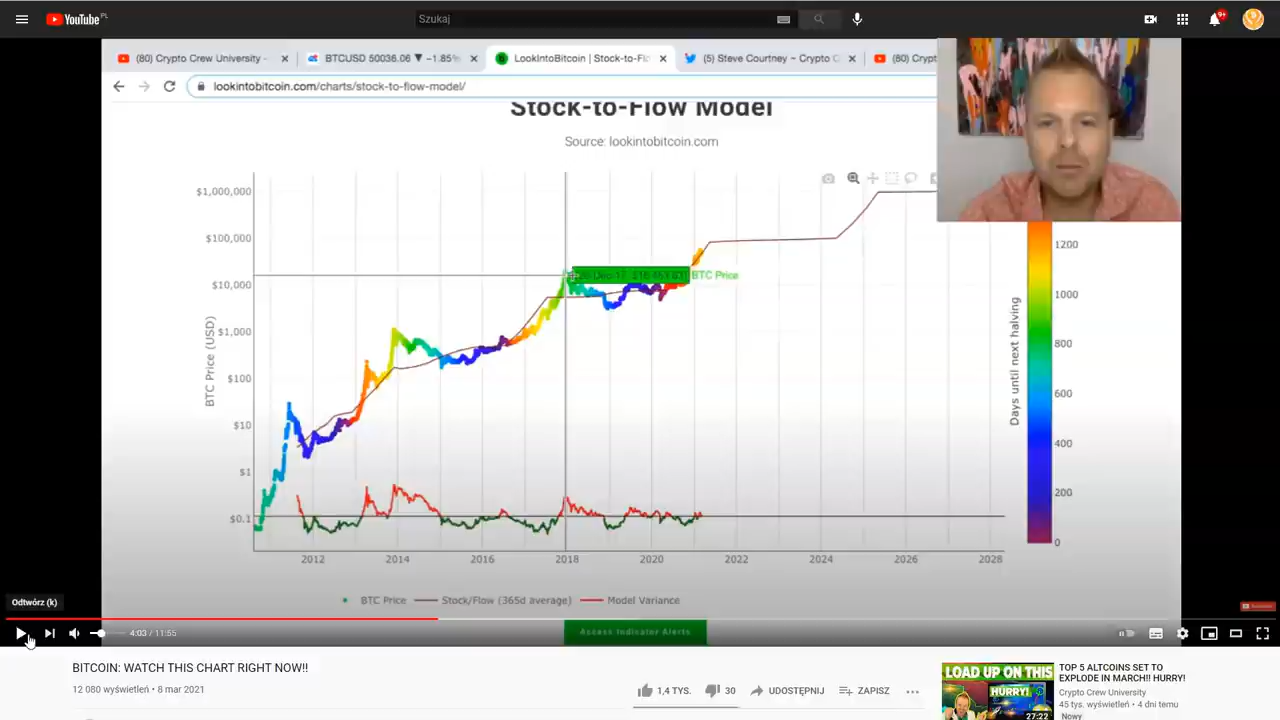 YouTube PL
Szukaj
9+
(80) Crypto Crew University -
BTCUSD 50036.06 ▼ −1.85%
LookIntoBitcoin | Stock-to-Flo
(5) Steve Courtney – Crypto C
(80) Crypt
lookintobitcoin.com/charts/stock-to-flow-model/
Stock-to-Flow Model
Source: lookintobitcoin.com
$1,000,000
$100,000
$10,000
$1,000
$100
$10
$1
$0.1
BTC Price (USD)
BTC Price
2012 2014 2016 2018 2020 2022 2024 2026 2028
1200
1000
800
600
400
200
0
Days until next halving
BTC Price Stock/Flow (365d average) Model Variance
Access Indicator Alerts
Odtwórz (k)
4:03 / 11:55
BITCOIN: WATCH THIS CHART RIGHT NOW!!
12 080 wyświetleń • 8 mar 2021
1,4 TYS. 30 UDOSTĘPNIJ ZAPISZ
LOAD UP ON THIS
HURRY!
27:22
TOP 5 ALTCOINS SET TO
EXPLODE IN MARCH!! HURRY!
Crypto Crew University
45 tys. wyświetleń • 4 dni temu
Nowy